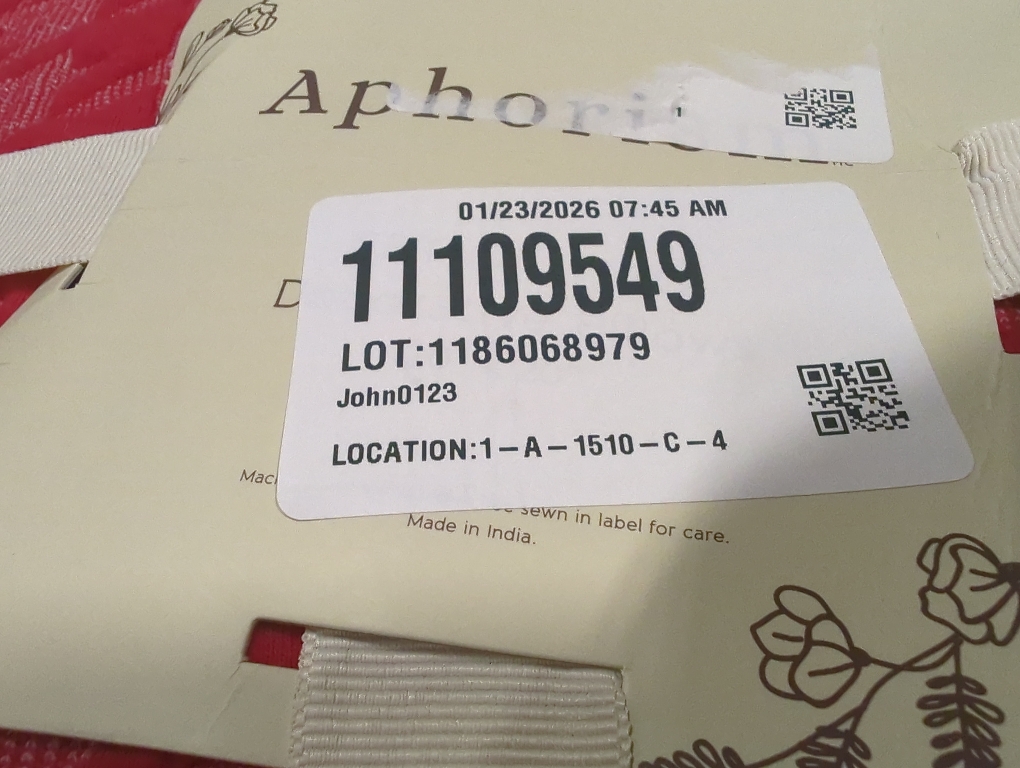 1
01/23/2026 07:45 AM
11109549
LOT:1186068979
John0123
LOCATION:1-A-1510-C-4
sewn in label for care.
Made in India.